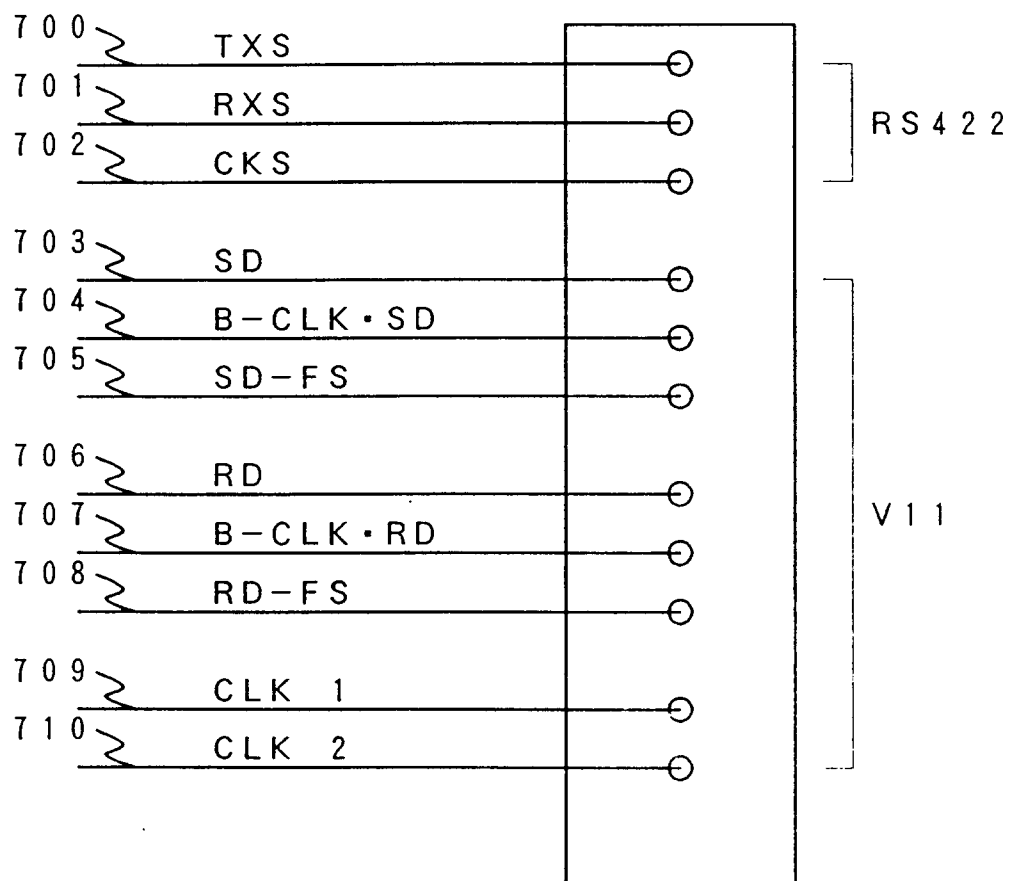 700
TXS
701
RXS
RS422
702
CKS
703
SD
704
B-CLK·SD
705
SD-FS
706
RD
707
B-CLK·RD
V11
708
RD-FS
709
CLK 1
710
CLK 2